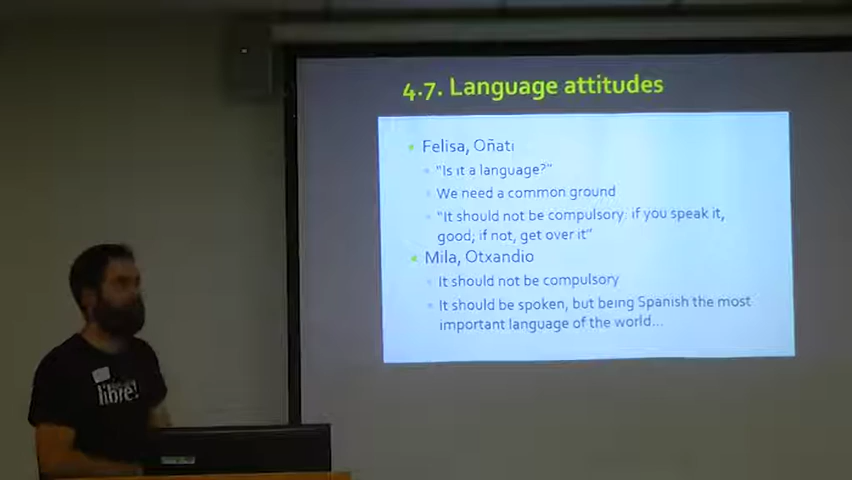 4.7. Language attitudes
Felisa, Oñati
"Is it a language?"
We need a common ground
"It should not be compulsory: if you speak it,
good; if not, get over it"
Mila, Otxandio
It should not be compulsory
It should be spoken, but being Spanish the most
important language of the world...
libre!